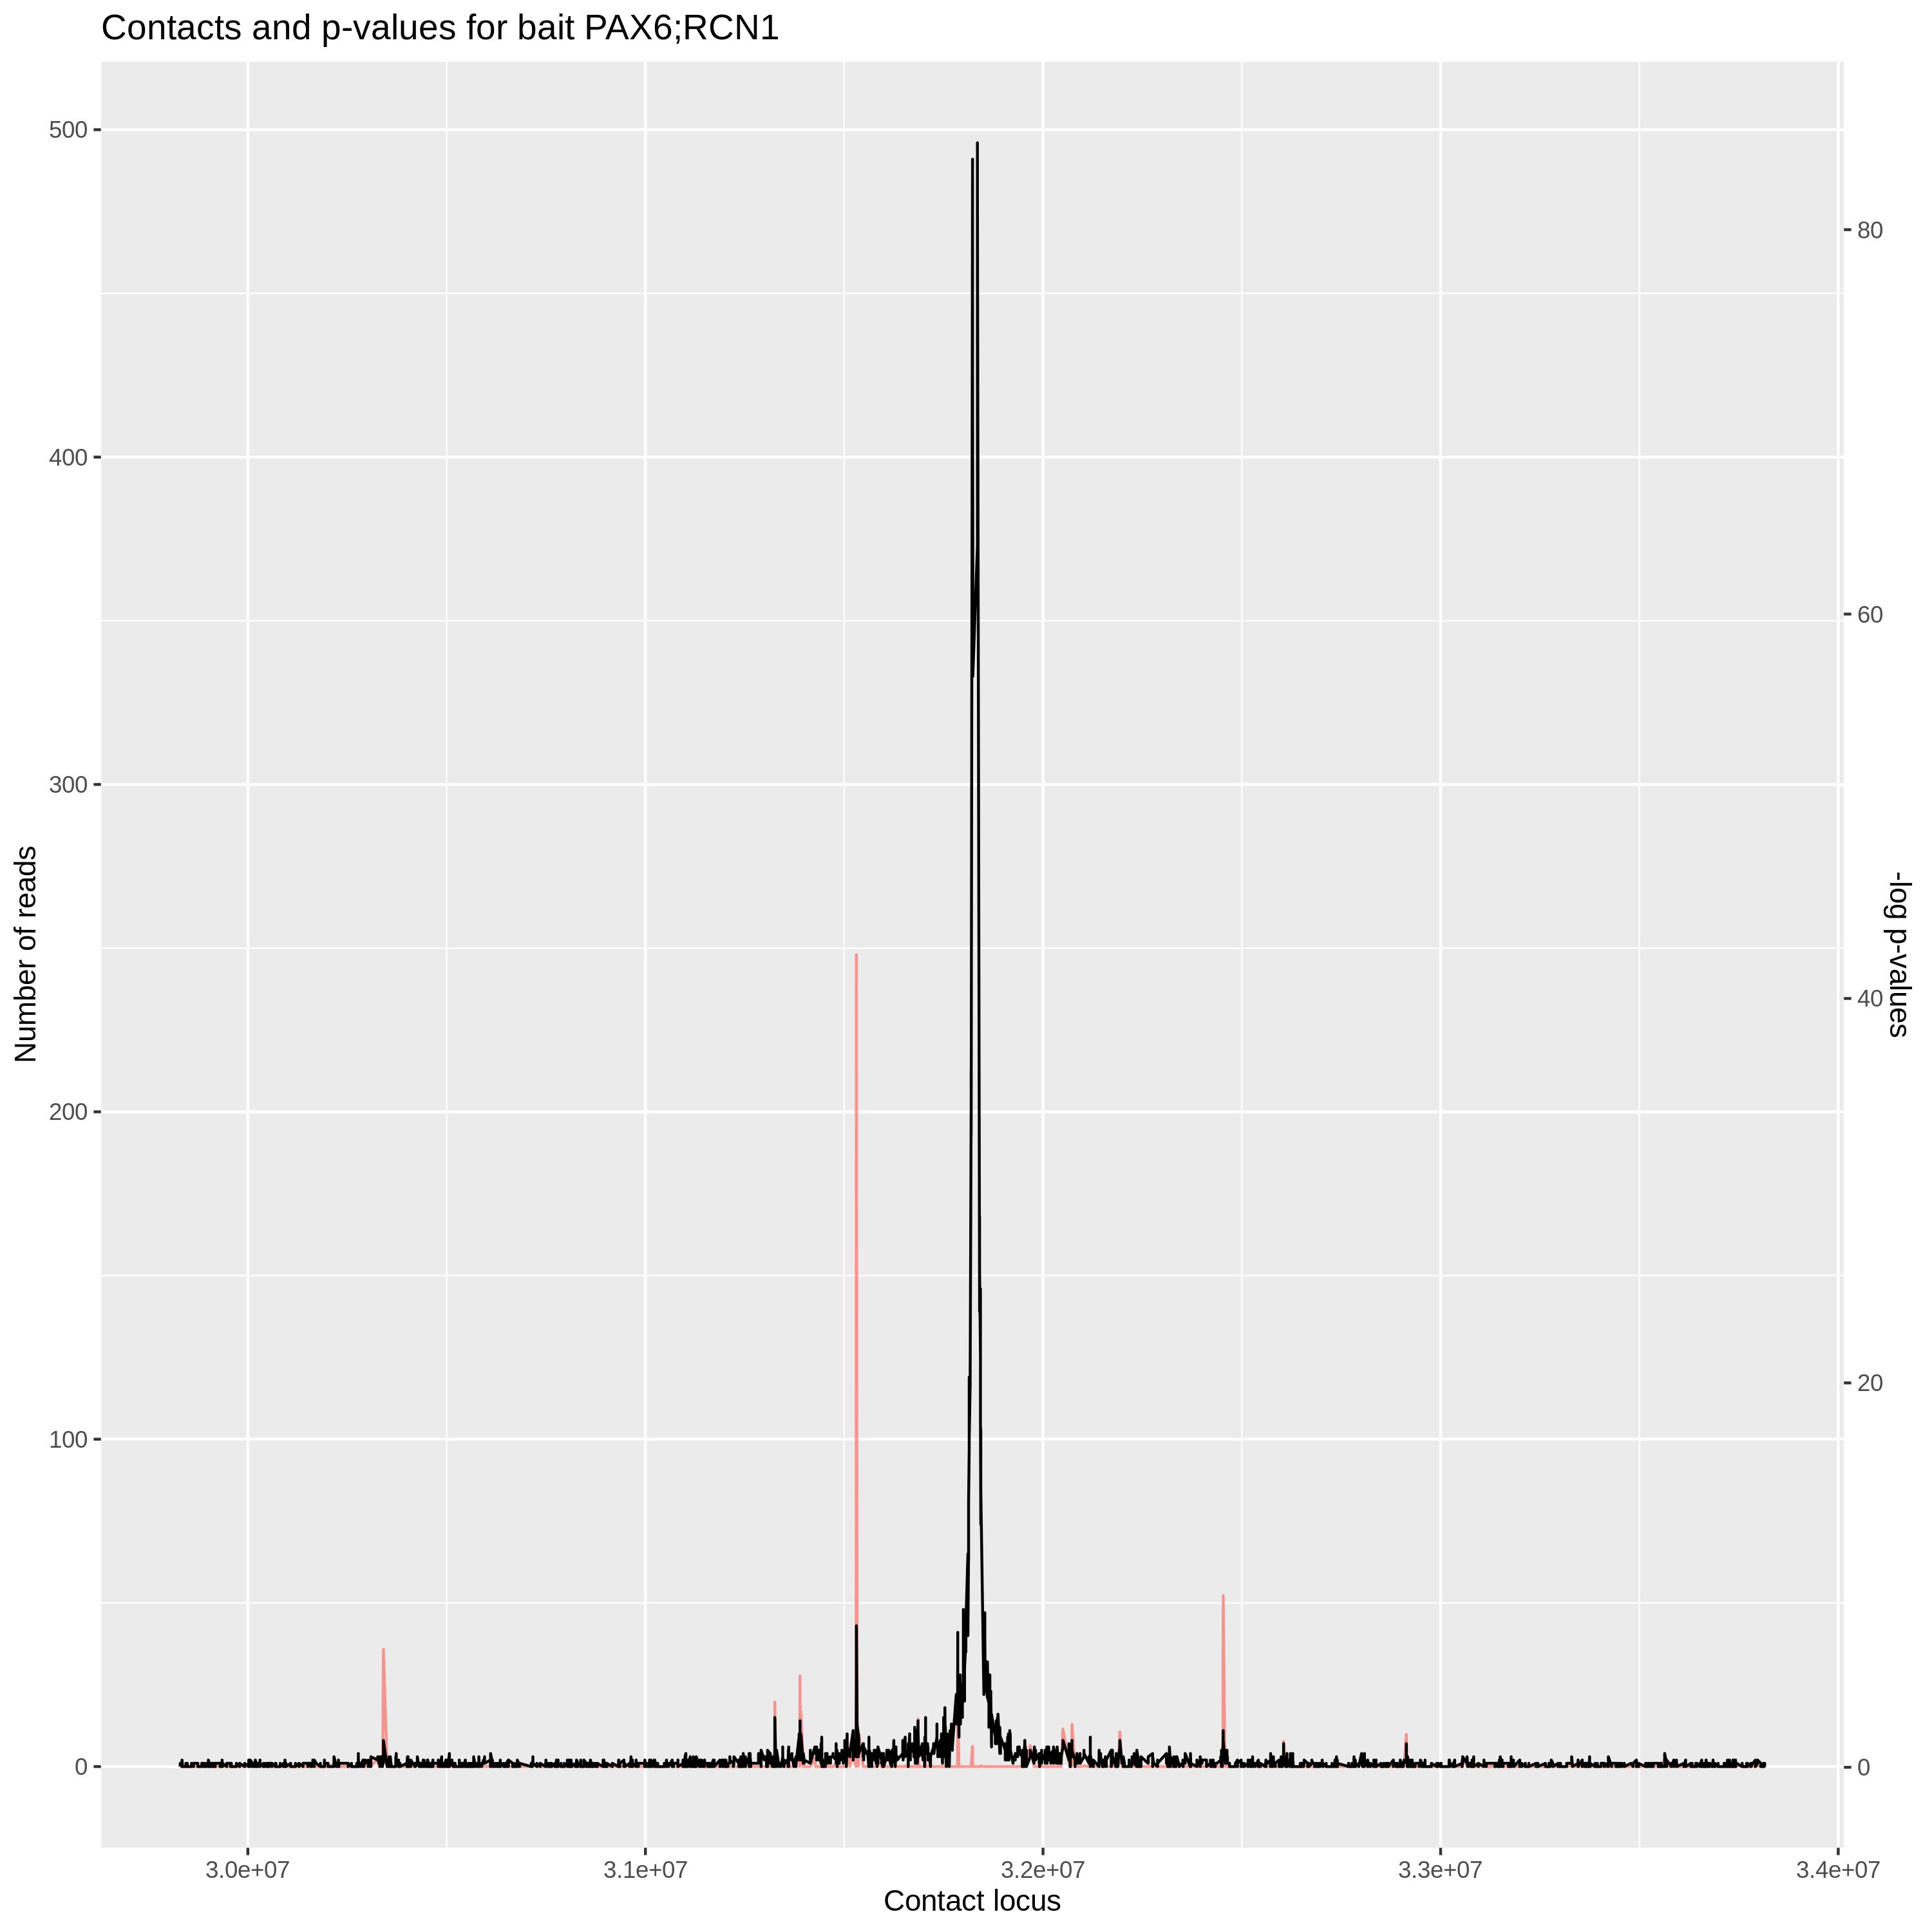 Contacts and p-values for bait PAX6;RCN1
500
400
300
200
100
0
Number of reads
80
60
40
20
0
-log p-values
3.0e+07
3.1e+07
3.2e+07
3.3e+07
3.4e+07
Contact locus